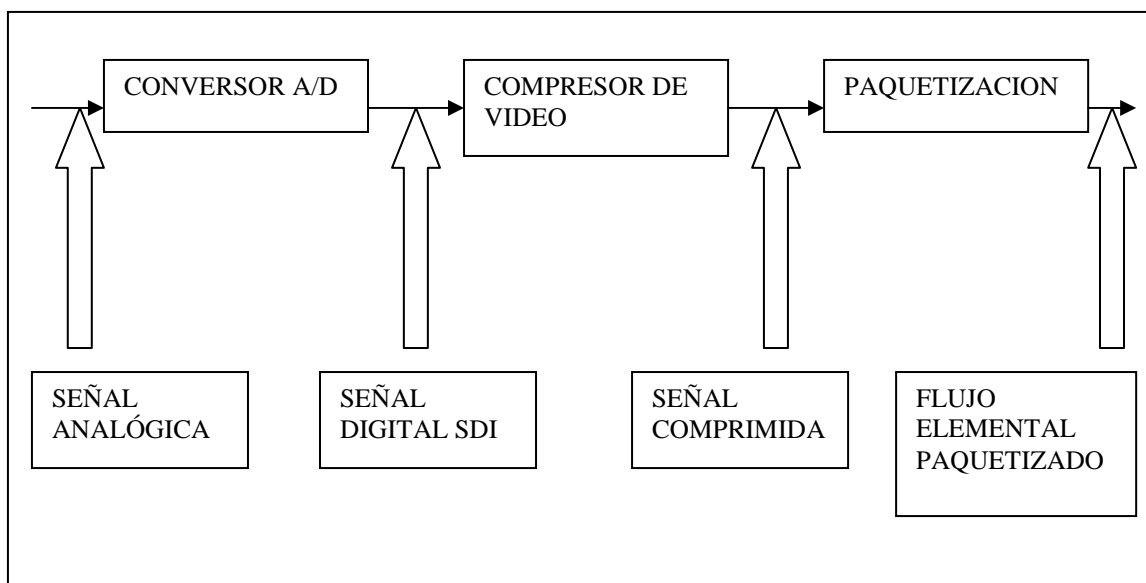 CONVERSOR A/D
COMPRESOR DE
VIDEO
PAQUETIZACION
SEÑAL
ANALÓGICA
SEÑAL
DIGITAL SDI
SEÑAL
COMPRIMIDA
FLUJO
ELEMENTAL
PAQUETIZADO